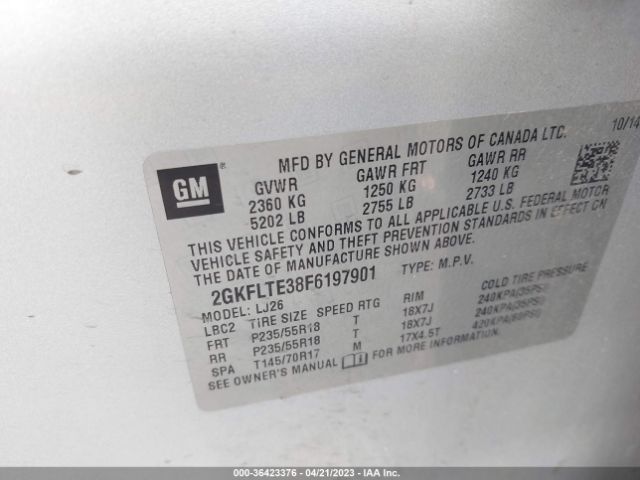 MFD BY GENERAL MOTORS OF CANADA LTD. 10/14
GM
GVWR GAWR FRT GAWR RR
2360 KG 1250 KG 1240 KG
5202 LB 2755 LB 2733 LB
THIS VEHICLE CONFORMS TO ALL APPLICABLE U.S. FEDERAL MOTOR
VEHICLE SAFETY AND THEFT PREVENTION STANDARDS IN EFFECT ON
THE DATE OF MANUFACTURE SHOWN ABOVE.
2GKFLTE38F6197901 TYPE: M.P.V.
MODEL: LJ26
LBC2 TIRE SIZE SPEED RTG RIM COLD TIRE PRESSURE
FRT P235/55R18 T 18X7J 240KPA(35PSI)
RR P235/55R18 T 18X7J 240KPA(35PSI)
SPA T145/70R17 M 17X4.5T 420KPA(60PSI)
SEE OWNER'S MANUAL FOR MORE INFORMATION.
000-36423376 - 04/21/2023 - IAAI.COM